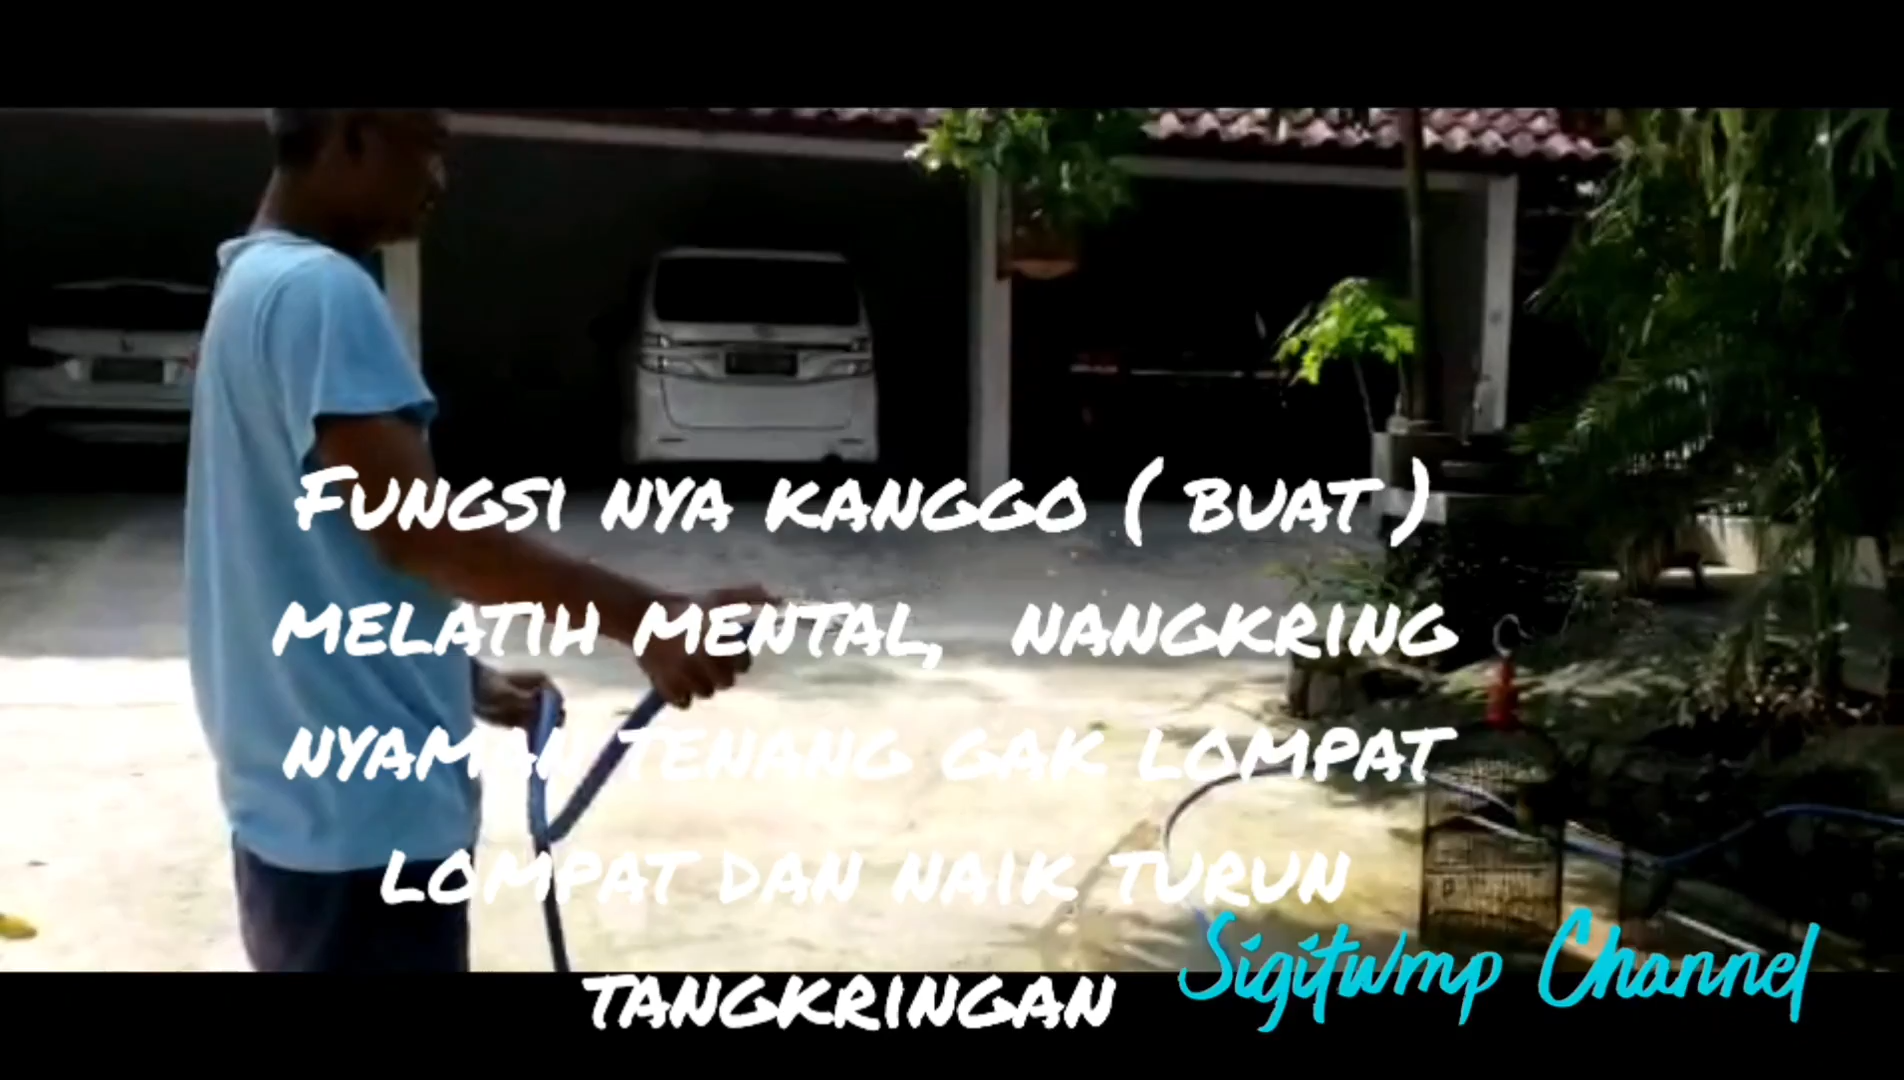 Fungsi nya kanggo ( buat )
melatih mental, nangkring
nyaman tenang gak lompat
lompat dan naik turun
tangkringan
Sigitwmp Channel